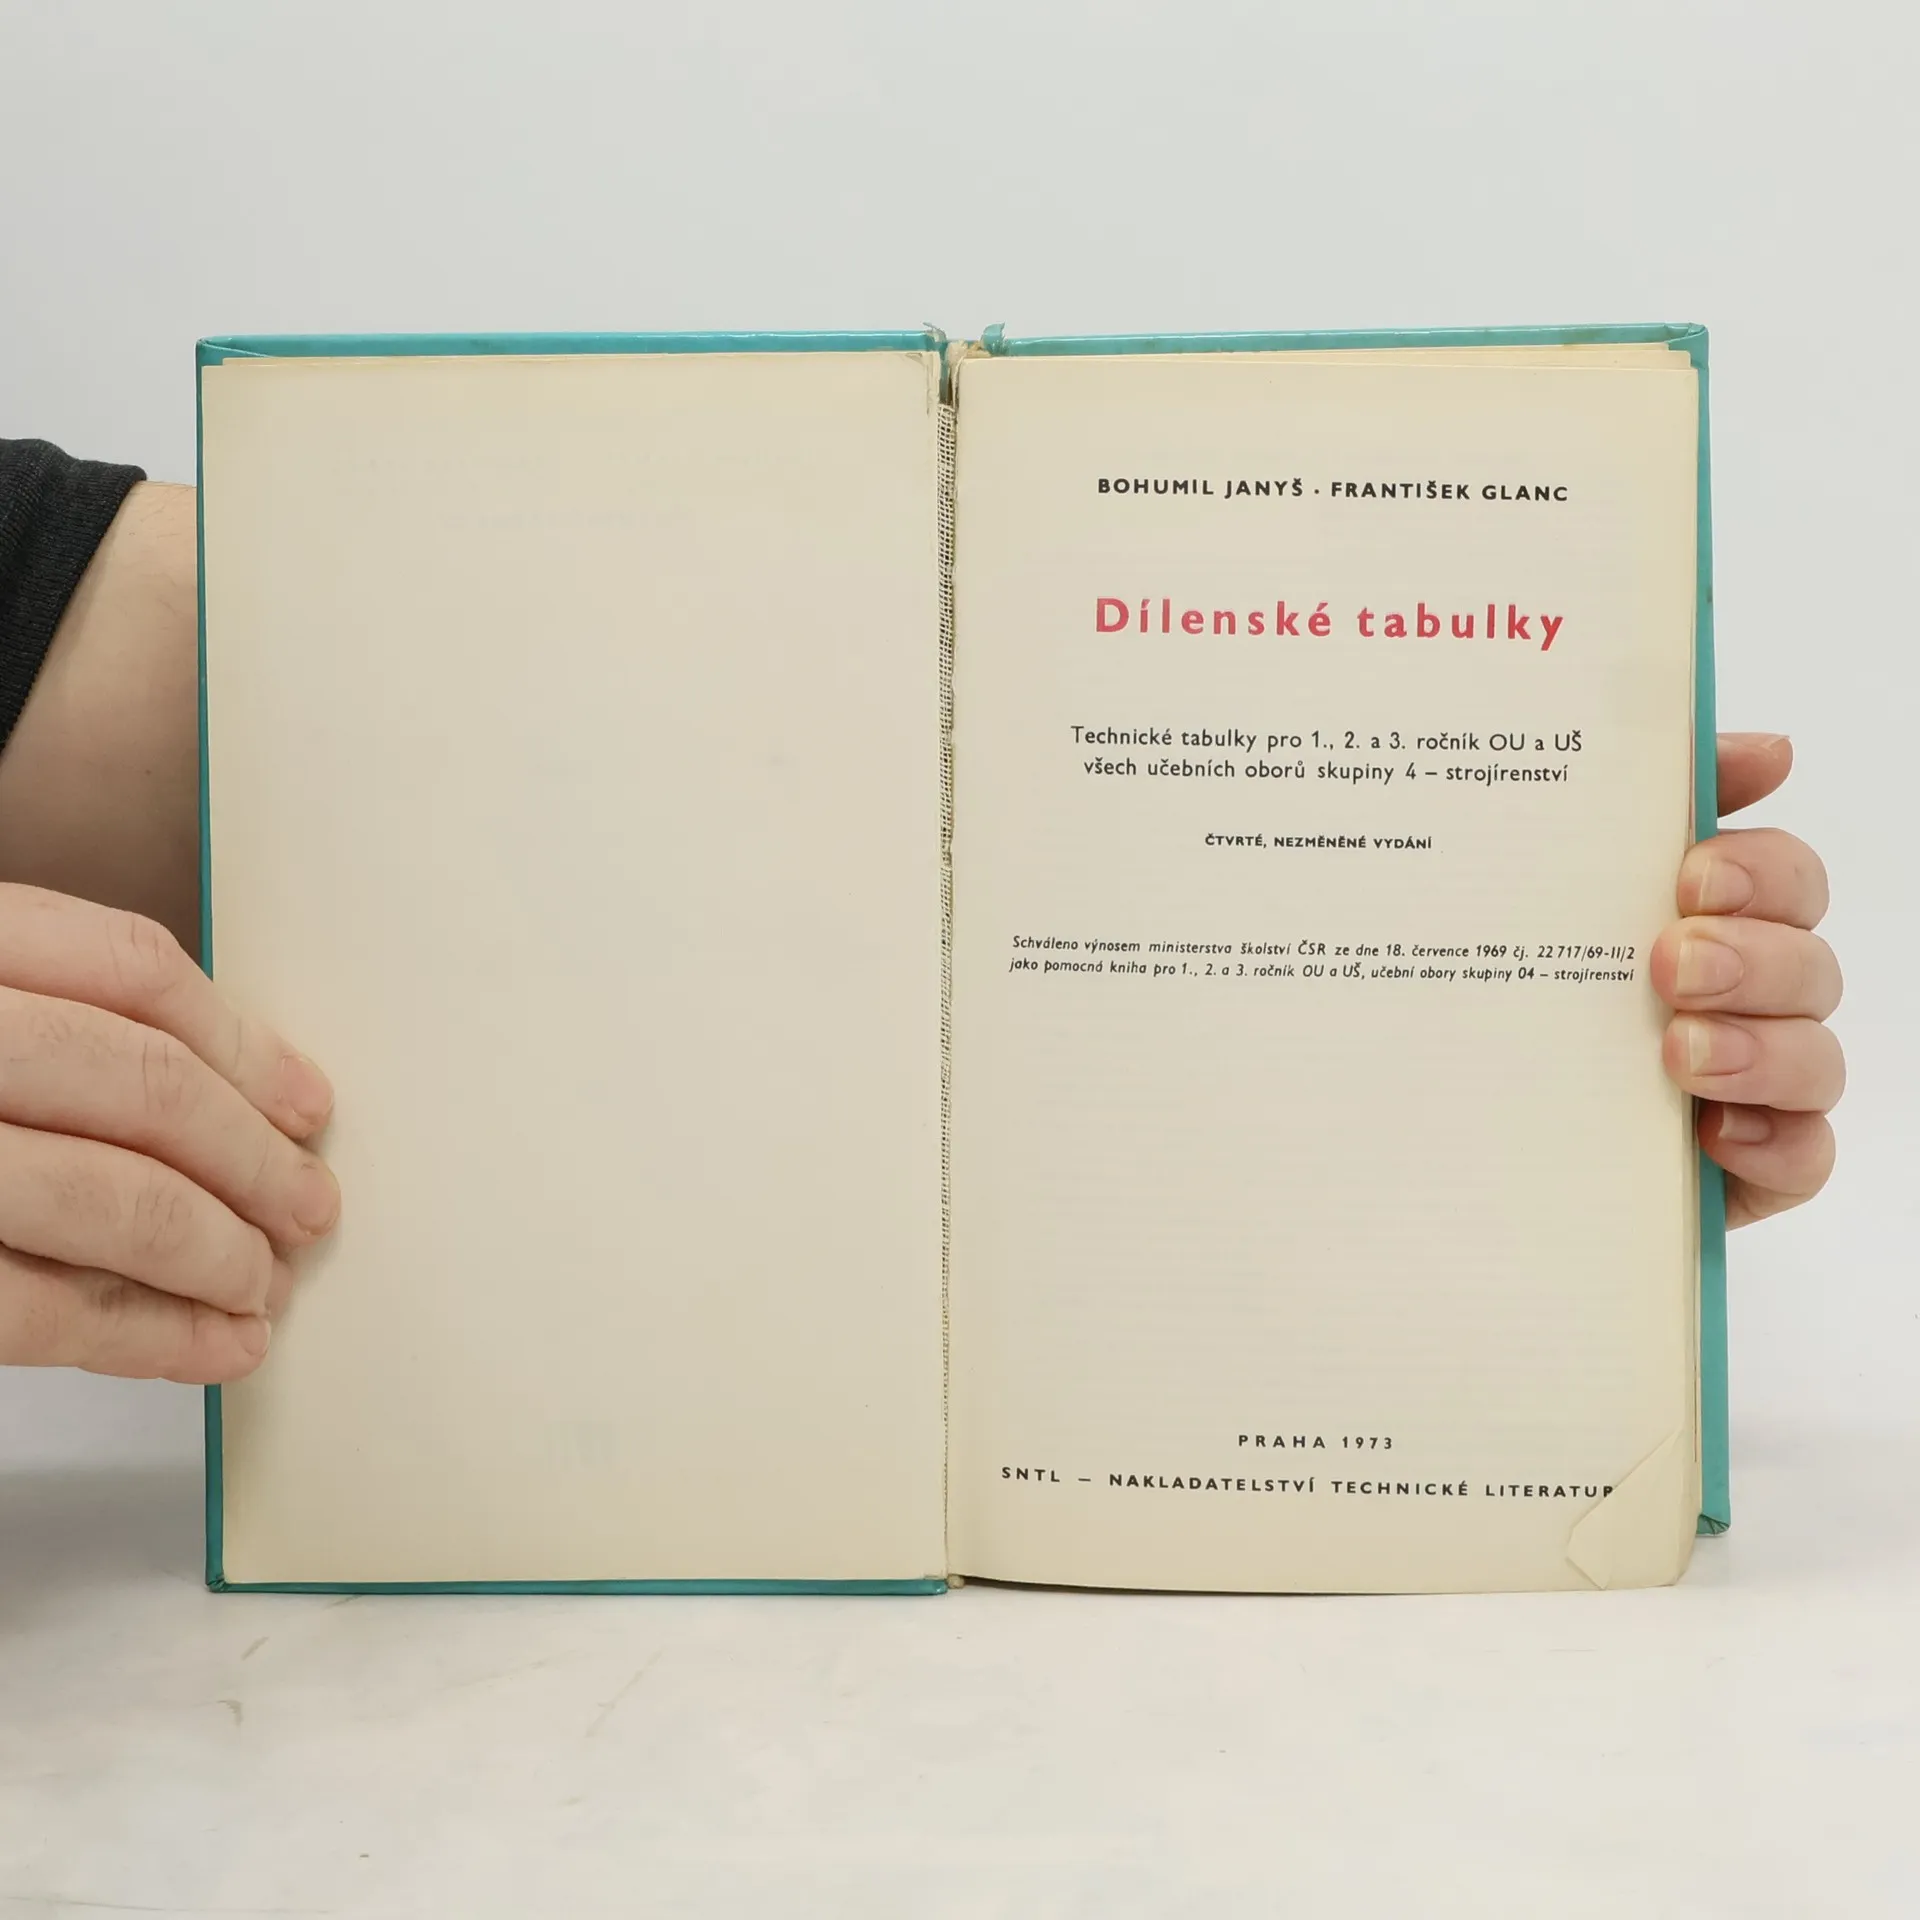 BOHUMIL JANYŠ · FRANTIŠEK GLANC
Dílenské tabulky
Technické tabulky pro 1., 2. a 3. ročník OU a UŠ
všech učebních oborů skupiny 4 – strojírenství
ČTVRTÉ, NEZMĚNĚNÉ VYDÁNÍ
Schváleno výnosem ministerstva školství ČSR ze dne 18. července 1969 čj. 22 717/69-II/2
jako pomocná kniha pro 1., 2. a 3. ročník OU a UŠ, učební obory skupiny 04 – strojírenství
PRAHA 1973
SNTL – NAKLADATELSTVÍ TECHNICKÉ LITERATUR